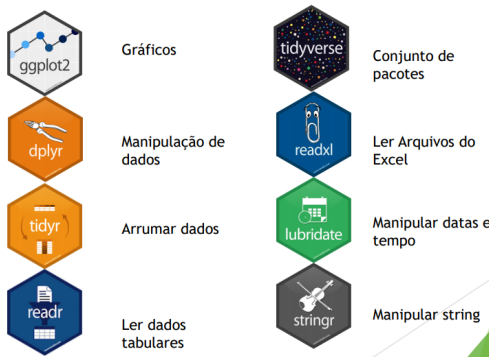 ggplot2
Gráficos
dplyr
Manipulação de
dados
tidyr
Arrumar dados
readr
Ler dados
tabulares
tidyverse
Conjunto de
pacotes
readxl
Ler Arquivos do
Excel
lubridate
Manipular datas e
tempo
stringr
Manipular string